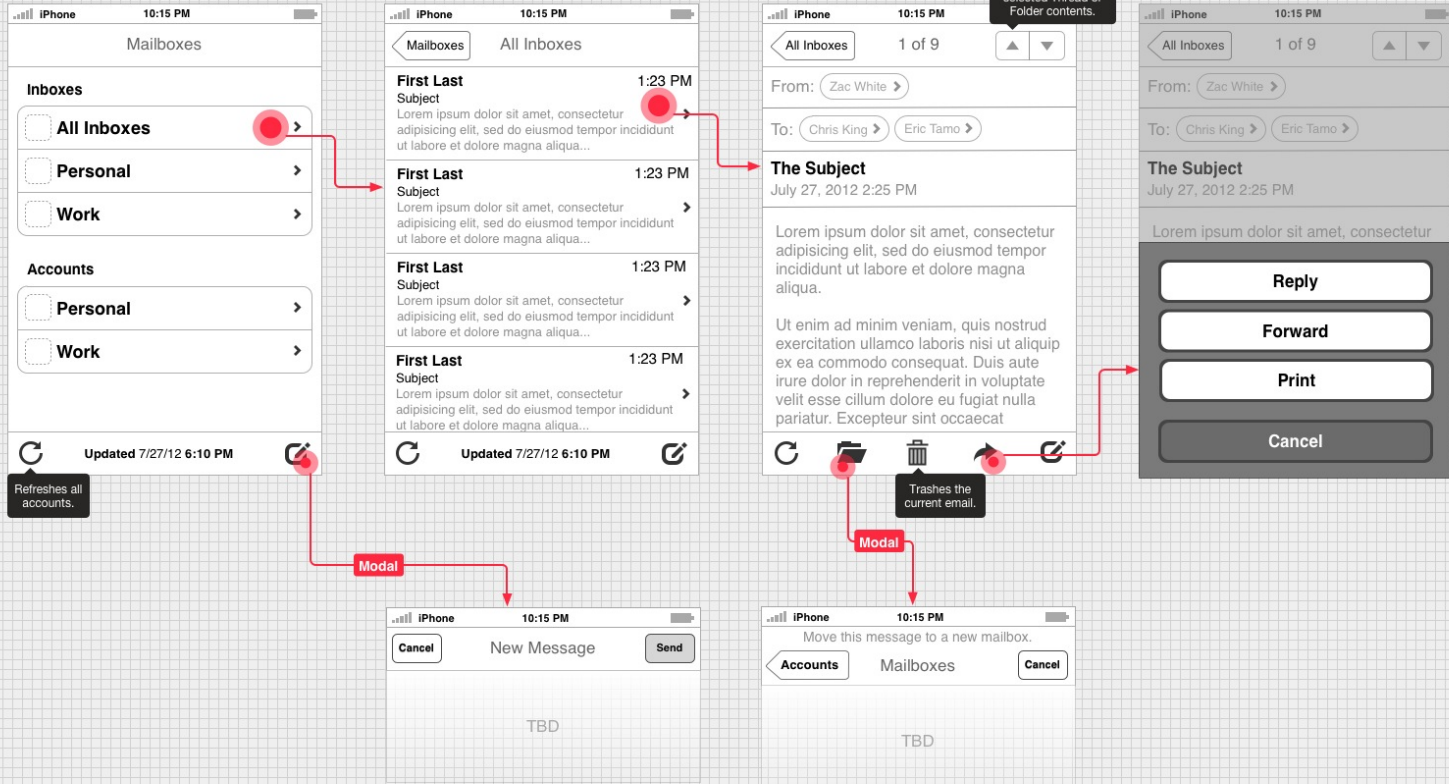 iPhone 10:15 PM
Mailboxes
Inboxes
All Inboxes
Personal
Work
Accounts
Personal
Work
Updated 7/27/12 6:10 PM
Refreshes all
accounts.
iPhone 10:15 PM
Mailboxes All Inboxes
First Last 1:23 PM
Subject
Lorem ipsum dolor sit amet, consectetur
adipisicing elit, sed do eiusmod tempor incididunt
ut labore et dolore magna aliqua...
First Last 1:23 PM
Subject
Lorem ipsum dolor sit amet, consectetur
adipisicing elit, sed do eiusmod tempor incididunt
ut labore et dolore magna aliqua...
First Last 1:23 PM
Subject
Lorem ipsum dolor sit amet, consectetur
adipisicing elit, sed do eiusmod tempor incididunt
ut labore et dolore magna aliqua...
First Last 1:23 PM
Subject
Lorem ipsum dolor sit amet, consectetur
adipisicing elit, sed do eiusmod tempor incididunt
ut labore et dolore magna aliqua...
Updated 7/27/12 6:10 PM
Folder contents.
iPhone 10:15 PM
All Inboxes 1 of 9
From: Zac White
To: Chris King Eric Tamo
The Subject
July 27, 2012 2:25 PM
Lorem ipsum dolor sit amet, consectetur
adipisicing elit, sed do eiusmod tempor
incididunt ut labore et dolore magna
aliqua.
Ut enim ad minim veniam, quis nostrud
exercitation ullamco laboris nisi ut aliquip
ex ea commodo consequat. Duis aute
irure dolor in reprehenderit in voluptate
velit esse cillum dolore eu fugiat nulla
pariatur. Excepteur sint occaecat
Trashes the
current email.
iPhone 10:15 PM
All Inboxes 1 of 9
From: Zac White
To: Chris King Eric Tamo
The Subject
July 27, 2012 2:25 PM
Lorem ipsum dolor sit amet, consectetur
Reply
Forward
Print
Cancel
Modal
iPhone 10:15 PM
Cancel New Message Send
TBD
Modal
iPhone 10:15 PM
Move this message to a new mailbox.
Accounts Mailboxes Cancel
TBD